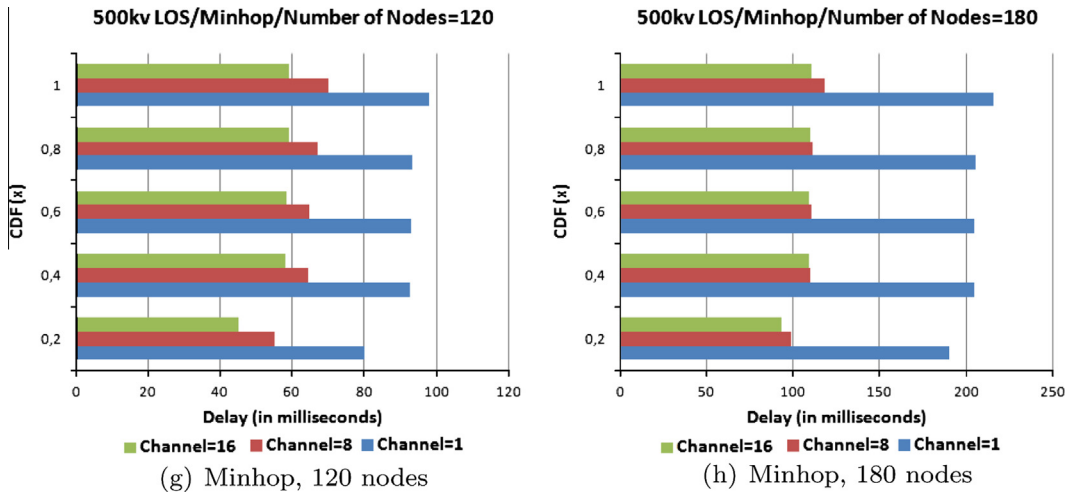 500kv LOS/Minhop/Number of Nodes=120
CDF (x)
1
0,8
0,6
0,4
0,2
0 20 40 60 80 100 120
Delay (in milliseconds)
Channel=16 Channel=8 Channel=1
(g) Minhop, 120 nodes
500kv LOS/Minhop/Number of Nodes=180
CDF (x)
1
0,8
0,6
0,4
0,2
0 50 100 150 200 250
Delay (in milliseconds)
Channel=16 Channel=8 Channel=1
(h) Minhop, 180 nodes